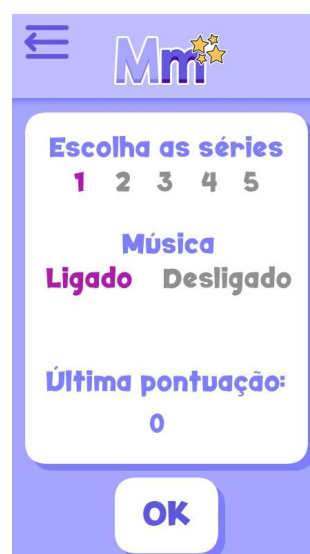 Mm
Escolha as séries
1 2 3 4 5
Música
Ligado Desligado
Última pontuação:
0
OK